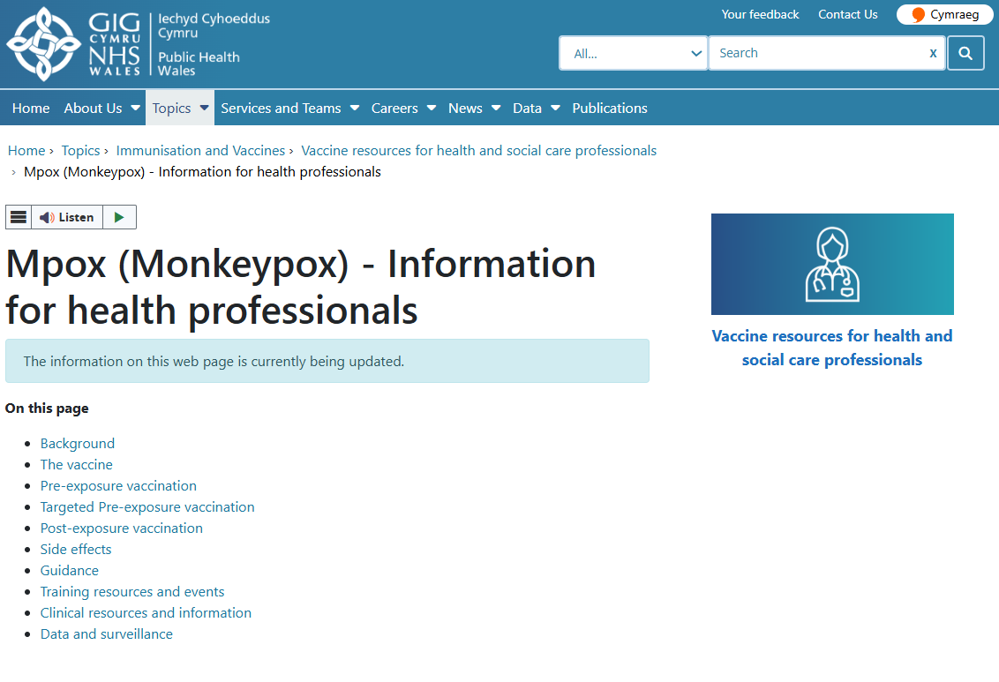 GIG
CYMRU
NHS
WALES
Iechyd Cyhoeddus
Cymru
Public Health
Wales
Your feedback
Contact Us
Cymraeg
All...
Search
x
Home
About Us
Topics
Services and Teams
Careers
News
Data
Publications
Home › Topics › Immunisation and Vaccines › Vaccine resources for health and social care professionals
› Mpox (Monkeypox) - Information for health professionals
Listen
Mpox (Monkeypox) - Information
for health professionals
The information on this web page is currently being updated.
On this page
Background
The vaccine
Pre-exposure vaccination
Targeted Pre-exposure vaccination
Post-exposure vaccination
Side effects
Guidance
Training resources and events
Clinical resources and information
Data and surveillance
Vaccine resources for health and
social care professionals